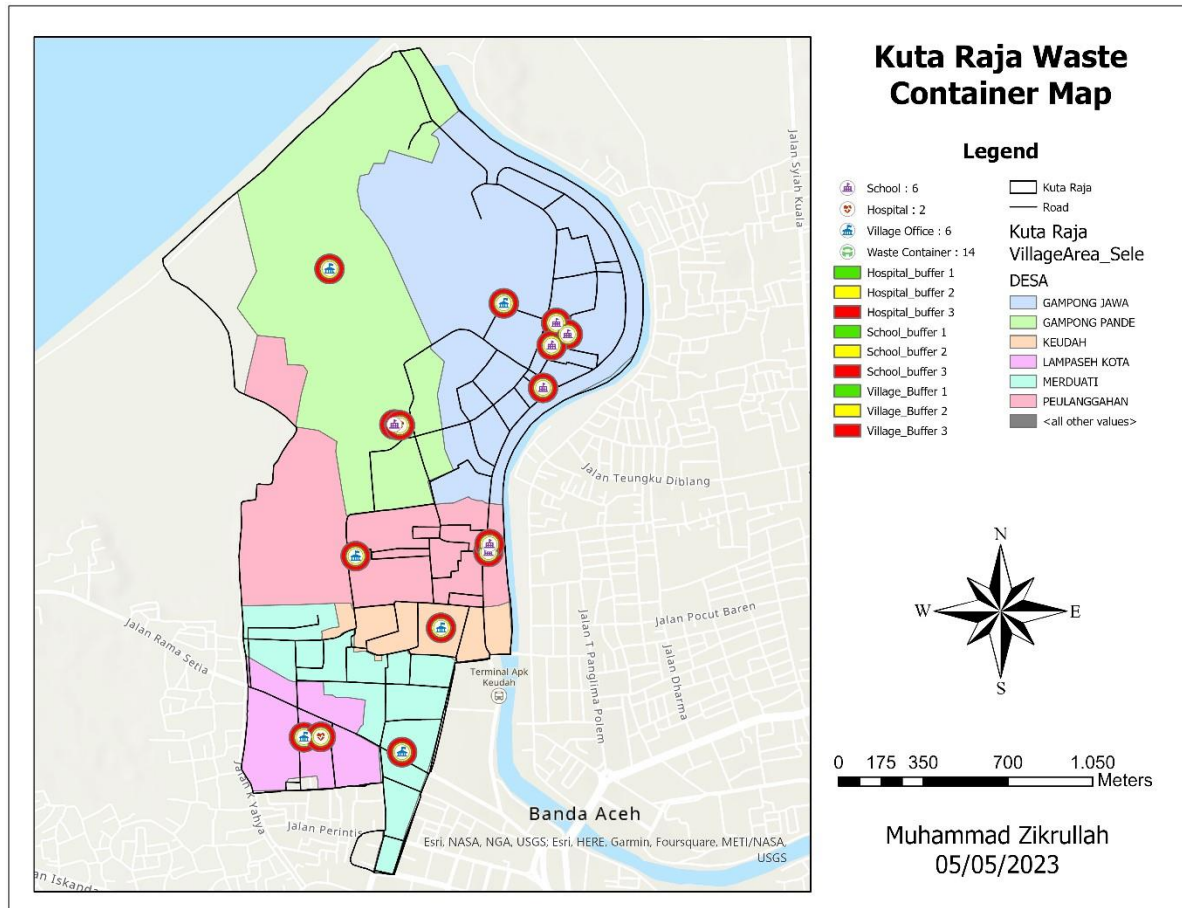 Kuta Raja Waste
Container Map
Legend
School : 6
Hospital : 2
Village Office : 6
Waste Container : 14
Hospital_buffer 1
Hospital_buffer 2
Hospital_buffer 3
School_buffer 1
School_buffer 2
School_buffer 3
Village_Buffer 1
Village_Buffer 2
Village_Buffer 3
Kuta Raja
Road
Kuta Raja
VillageArea_Sele
DESA
GAMPONG JAWA
GAMPONG PANDE
KEUDAH
LAMPASEH KOTA
MERDUATI
PEULANGGAHAN
<all other values>
Jalan Syiah Kuala
Jalan Teungku Diblang
Jalan Pocut Baren
Jalan T Panglima Polem
Jalan Dharma
Jalan Rama Setia
Terminal Apk
Keudah
Jalan K Yahya
Jalan Perintis
an Iskanda
Banda Aceh
Esri, NASA, NGA, USGS; Esri, HERE, Garmin, Foursquare, METI/NASA,
USGS
N
W
E
S
0 175 350 700 1.050
Meters
Muhammad Zikrullah
05/05/2023